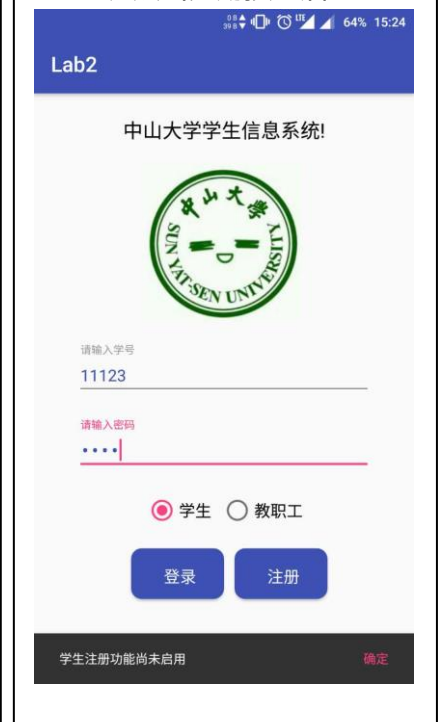 64% 15:24
Lab2
中山大学学生信息系统!
中山大学
SUN YAT-SEN UNIVERSITY
请输入学号
11123
请输入密码
••••
学生 教职工
登录 注册
学生注册功能尚未启用 确定